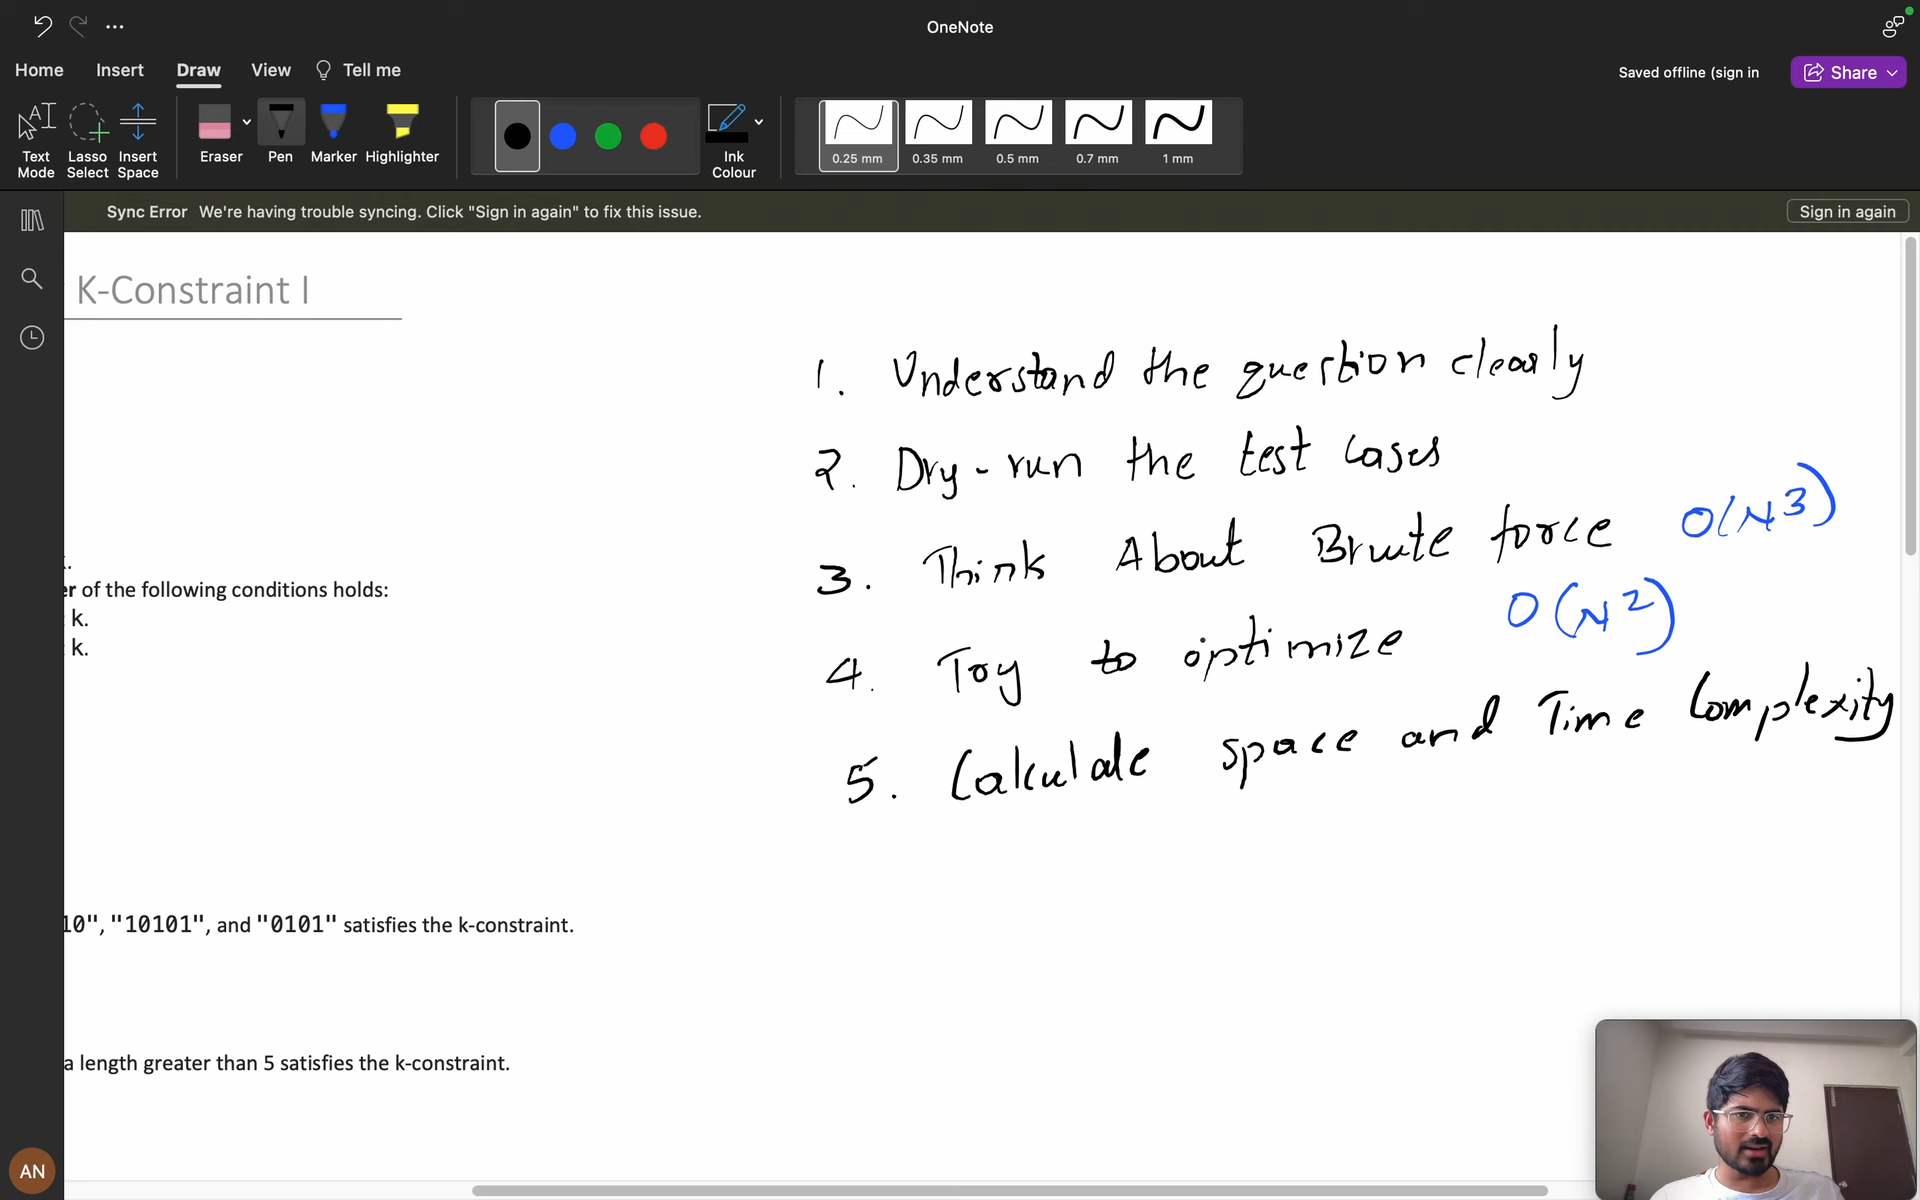 OneNote
Home Insert Draw View Tell me
Saved offline (sign in
Share
Text Mode
Lasso Select
Insert Space
Eraser
Pen
Marker
Highlighter
Ink Colour
0.25 mm
0.35 mm
0.5 mm
0.7 mm
1 mm
Sync Error We're having trouble syncing. Click "Sign in again" to fix this issue.
Sign in again
K-Constraint I
1. Understand the question clearly
2. Dry-run the test cases
3. Think About Brute force O(N^3)
4. Try to optimize O(N^2)
5. Calculate space and Time Complexity
k.
er of the following conditions holds:
k.
k.
10", "10101", and "0101" satisfies the k-constraint.
a length greater than 5 satisfies the k-constraint.
AN